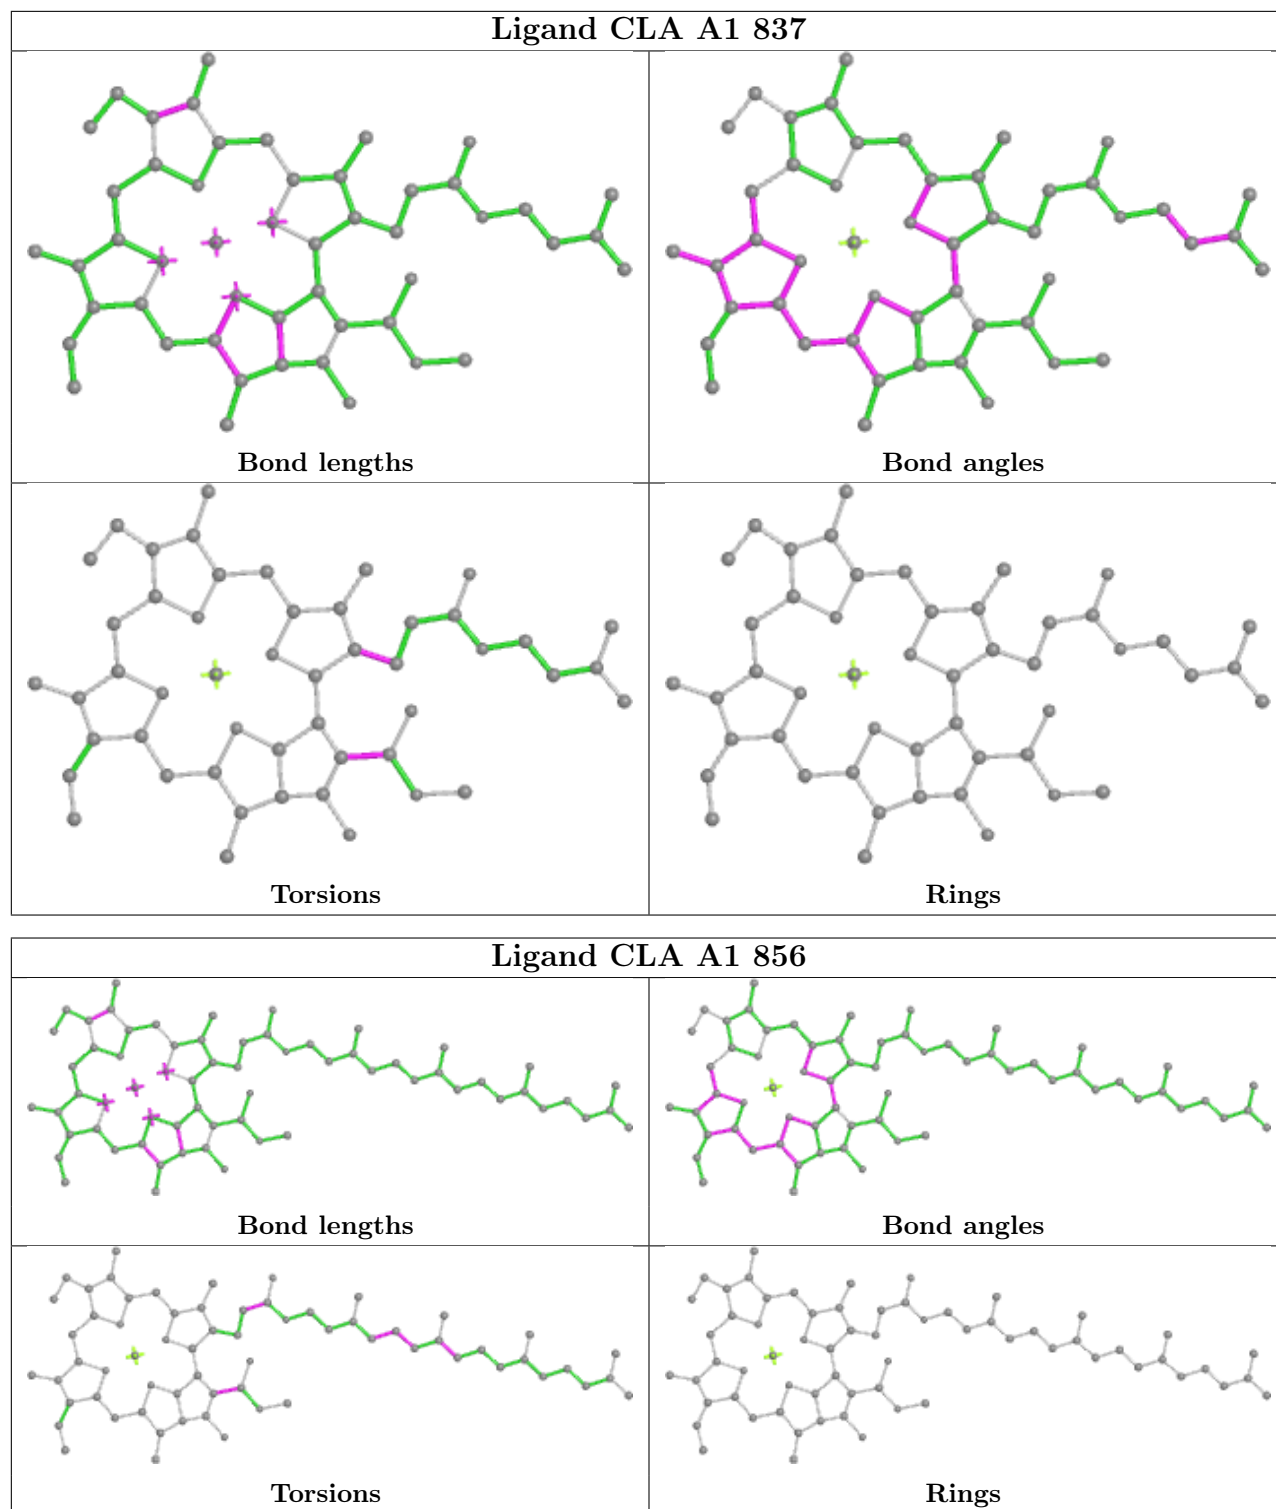 Ligand CLA A1 837
Bond lengths
Bond angles
Torsions
Rings
Ligand CLA A1 856
Bond lengths
Bond angles
Torsions
Rings